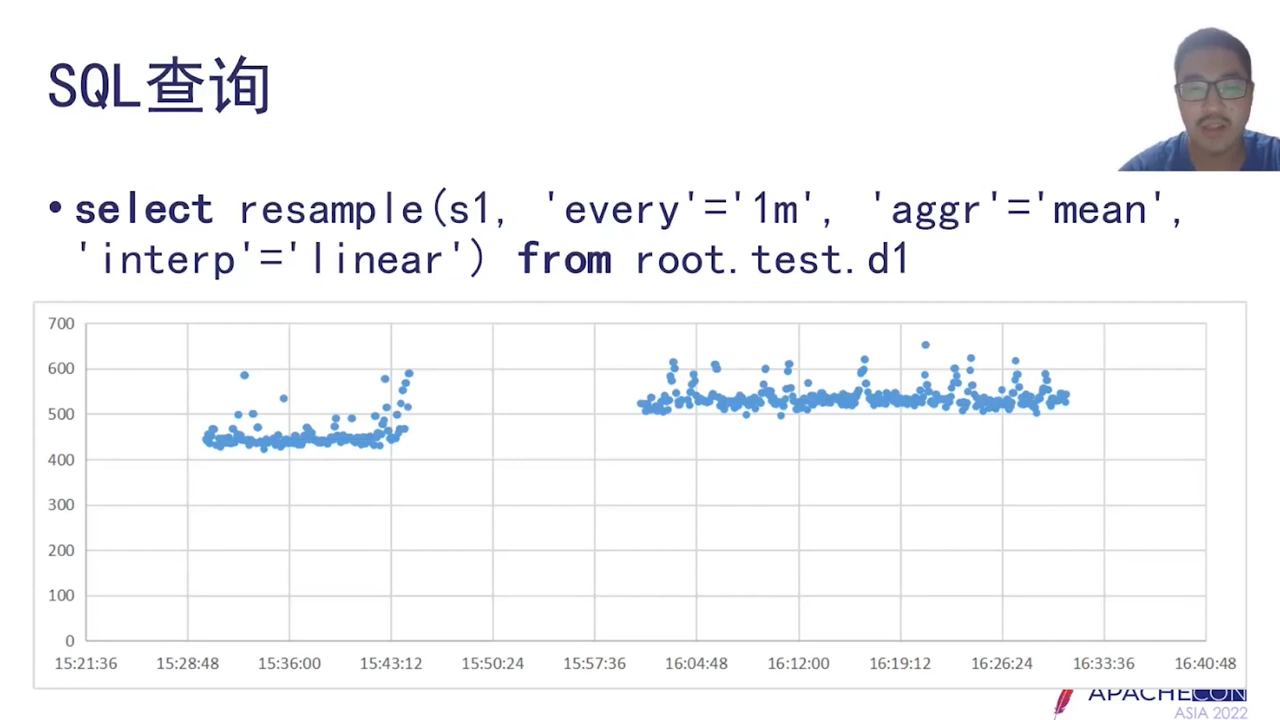 SQL查询
• select resample(s1, 'every'='1m', 'aggr'='mean',
'interp'='linear') from root.test.d1
700
600
500
400
300
200
100
0
15:21:36 15:28:48 15:36:00 15:43:12 15:50:24 15:57:36 16:04:48 16:12:00 16:19:12 16:26:24 16:33:36 16:40:48
APACHECON
ASIA 2022